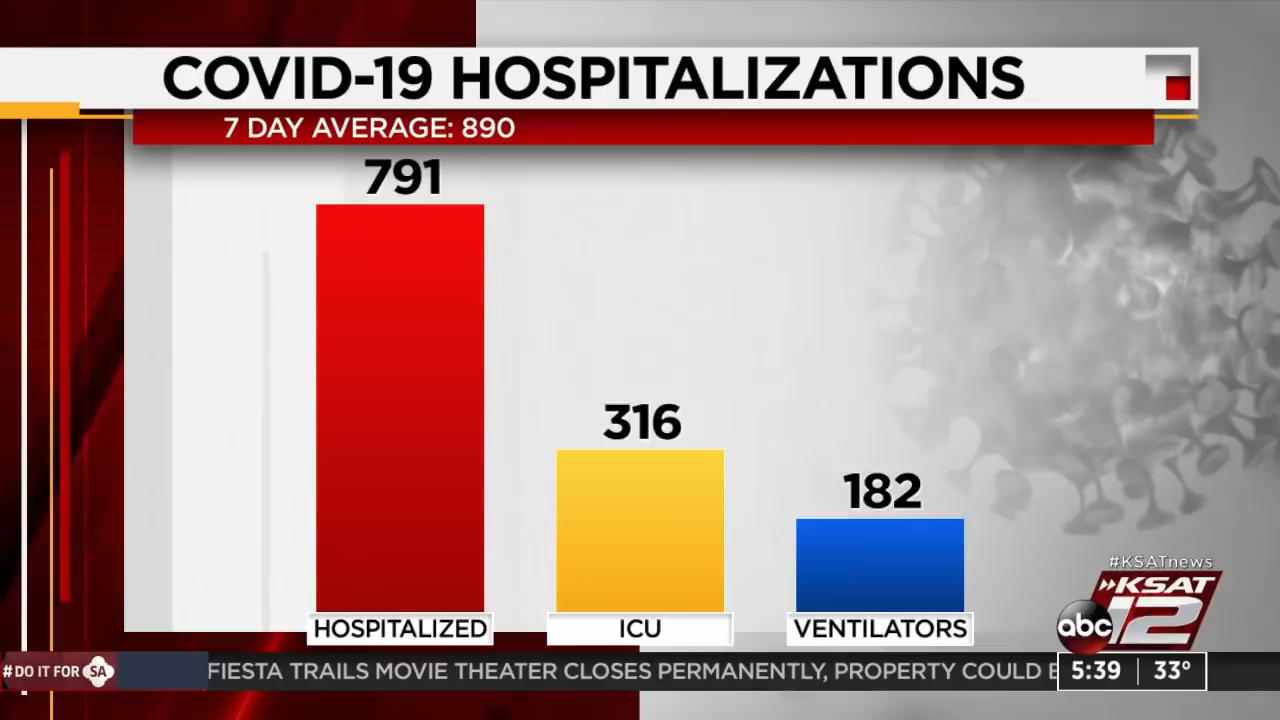 COVID-19 HOSPITALIZATIONS
7 DAY AVERAGE: 890
791
316
182
HOSPITALIZED
ICU
VENTILATORS
#KSATnews
KSAT
abc 12
#DO IT FOR SA
FIESTA TRAILS MOVIE THEATER CLOSES PERMANENTLY, PROPERTY COULD
5:39 33°